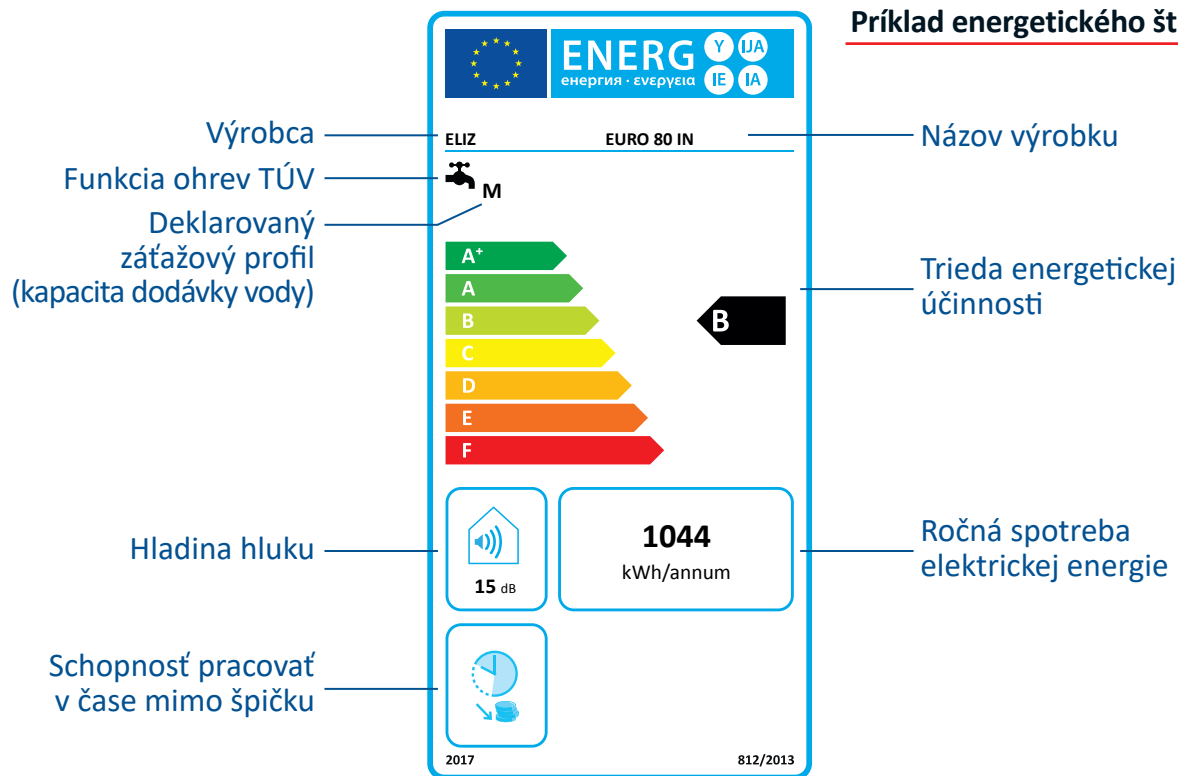 Príklad energetického št
ENERG
енергия · ενεργεια
Y
IJA
IE
IA
Výrobca
ELIZ
EURO 80 IN
Názov výrobku
Funkcia ohrev TÚV
M
Deklarovaný
záťažový profil
(kapacita dodávky vody)
A+
A
B
C
D
E
F
B
Trieda energetickej
účinnosti
Hladina hluku
15 dB
1044
kWh/annum
Ročná spotreba
elektrickej energie
Schopnosť pracovať
v čase mimo špičku
2017
812/2013